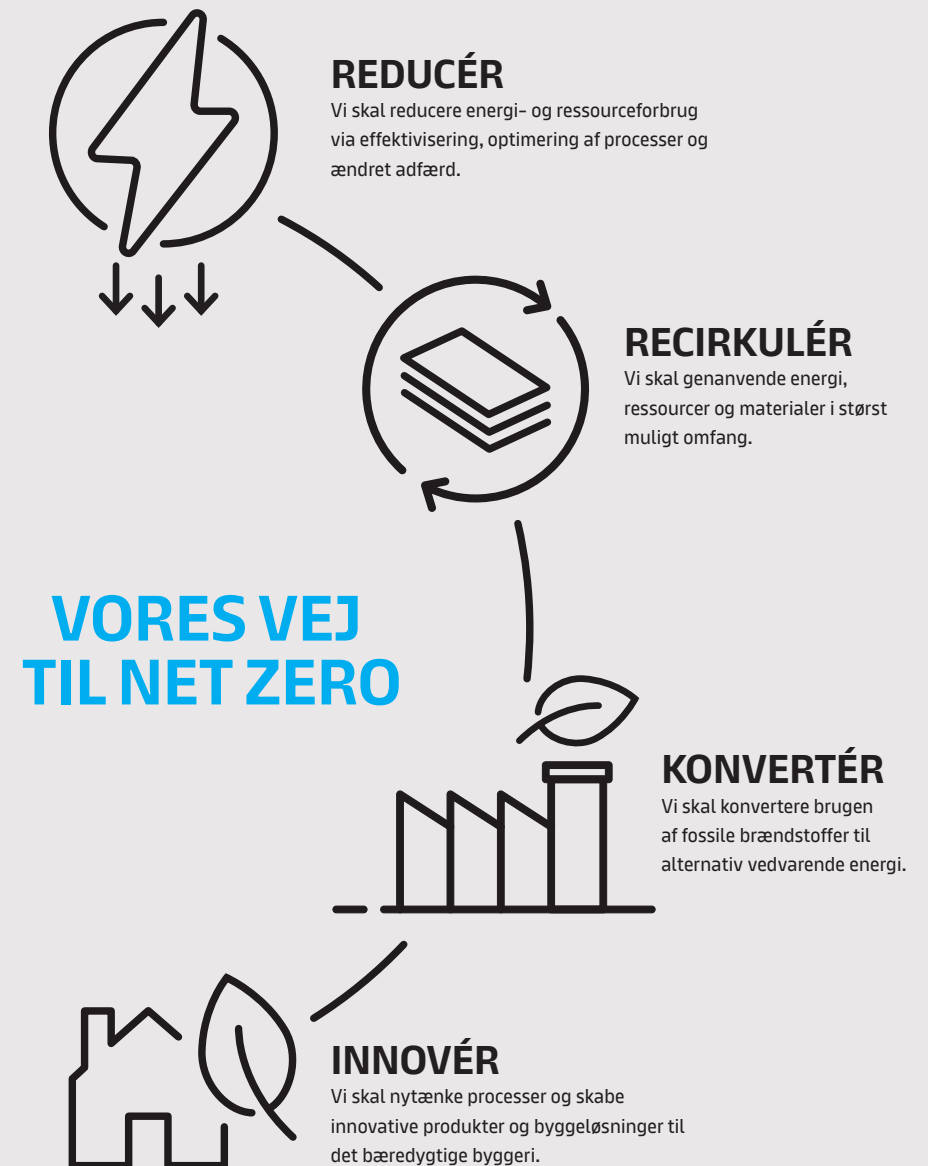 REDUCÉR
Vi skal reducere energi- og ressourceforbrug
via effektivisering, optimering af processer og
ændret adfærd.
RECIRKULÉR
Vi skal genanvende energi,
ressourcer og materialer i størst
muligt omfang.
VORES VEJ
TIL NET ZERO
KONVERTÉR
Vi skal konvertere brugen
af fossile brændstoffer til
alternativ vedvarende energi.
INNOVÉR
Vi skal nytænke processer og skabe
innovative produkter og byggeløsninger til
det bæredygtige byggeri.